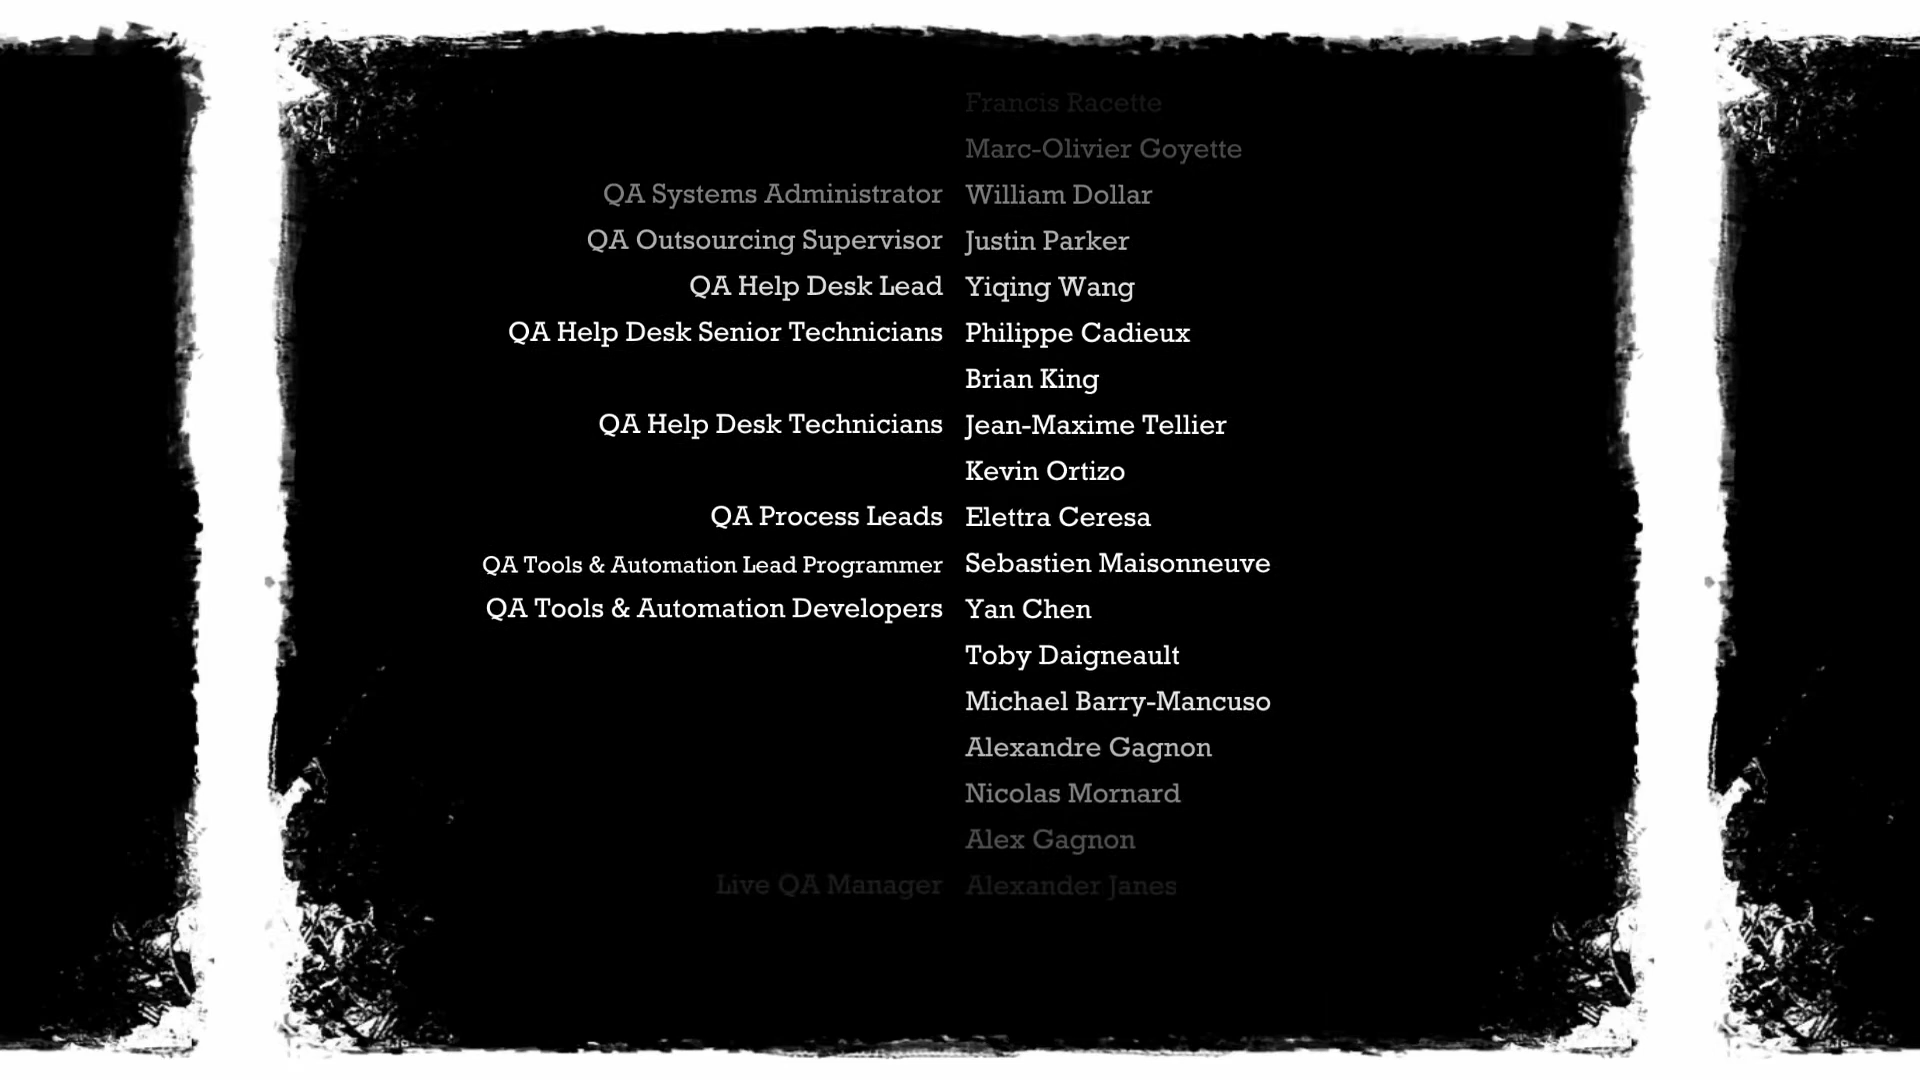 Francis Racette
Marc-Olivier Goyette
QA Systems Administrator William Dollar
QA Outsourcing Supervisor Justin Parker
QA Help Desk Lead Yiqing Wang
QA Help Desk Senior Technicians Philippe Cadieux
Brian King
QA Help Desk Technicians Jean-Maxime Tellier
Kevin Ortizo
QA Process Leads Elettra Ceresa
QA Tools & Automation Lead Programmer Sebastien Maisonneuve
QA Tools & Automation Developers Yan Chen
Toby Daigneault
Michael Barry-Mancuso
Alexandre Gagnon
Nicolas Mornard
Alex Gagnon
Live QA Manager Alexander Janes